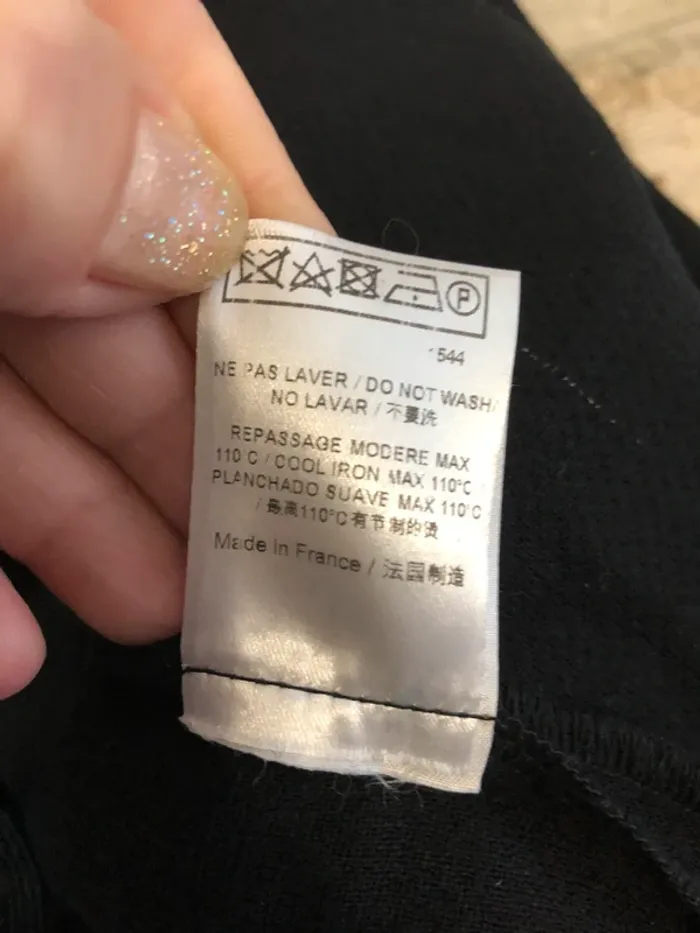 P
544
NE PAS LAVER / DO NOT WASH/
NO LAVAR / 不要洗
REPASSAGE MODERE MAX
110°C / COOL IRON MAX 110°C
PLANCHADO SUAVE MAX 110°C
/ 最高110°C有节制的烫
Made In France / 法国制造